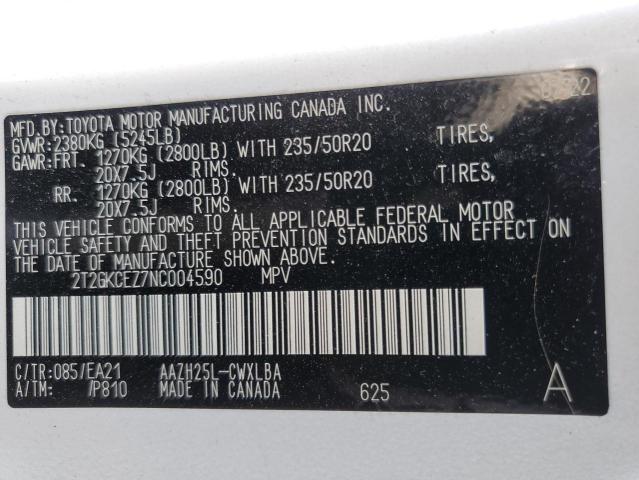 MFD.BY:TOYOTA MOTOR MANUFACTURING CANADA INC.
GVWR:2380KG (5245LB)
GAWR:FRT. 1270KG (2800LB) WITH 235/50R20 TIRES,
20X7.5J RIMS.
RR. 1270KG (2800LB) WITH 235/50R20 TIRES,
20X7.5J RIMS.
THIS VEHICLE CONFORMS TO ALL APPLICABLE FEDERAL MOTOR
VEHICLE SAFETY AND THEFT PREVENTION STANDARDS IN EFFECT ON
THE DATE OF MANUFACTURE SHOWN ABOVE.
2T2GKCEZ7NC004590 MPV
C/TR:085/EA21 AAZH25L-CWXLBA
A/TM: /P810 MADE IN CANADA 625 A